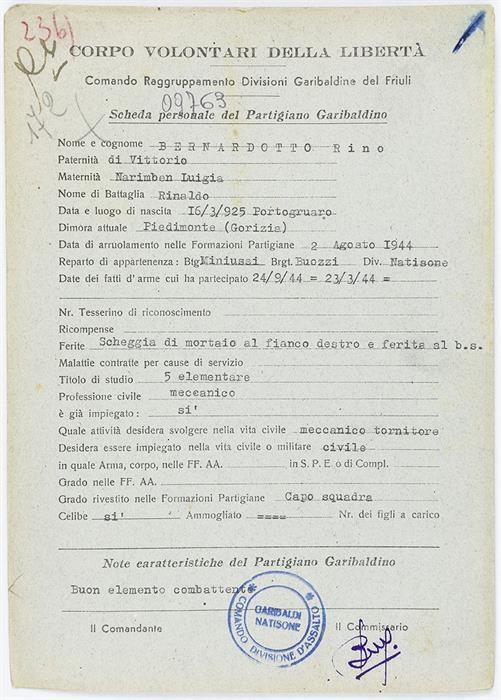 2361
172
CORPO VOLONTARI DELLA LIBERTÀ
Comando Raggruppamento Divisioni Garibaldine del Friuli
09763
Scheda personale del Partigiano Garibaldino
Nome e cognome BERNARDOTTO Rino
Paternità di Vittorio
Maternità Narimben Luigia
Nome di Battaglia Rinaldo
Data e luogo di nascita I6/3/925 Portogruaro
Dimora attuale Piedimonte (Gorizia)
Data di arruolamento nelle Formazioni Partigiane 2 Agosto 1944
Reparto di appartenenza: Btg Miniussi Brgt. Buozzi Div. Natisone
Date dei fatti d'arme cui ha partecipato 24/9/44 = 23/3/44 =
Nr. Tesserino di riconoscimento
Ricompense
Ferite Scheggia di mortaio al fianco destro e ferita al b.s.
Malattie contratte per cause di servizio
Titolo di studio 5 elementare
Professione civile meccanico
è già impiegato: si'
Quale attività desidera svolgere nella vita civile meccanico tornitore
Desidera essere impiegato nella vita civile o militare civile
in quale Arma, corpo, nelle FF. AA. in S. P. E. o di Compl.
Grado nelle FF. AA.
Grado rivestito nelle Formazioni Partigiane Capo squadra
Celibe si' Ammogliato ==== Nr. dei figli a carico
Note caratteristiche del Partigiano Garibaldino
Buon elemento combattente
Il Comandante
Il Commissario
COMANDO DIVISIONE D'ASSALTO
GARIBALDI
NATISONE